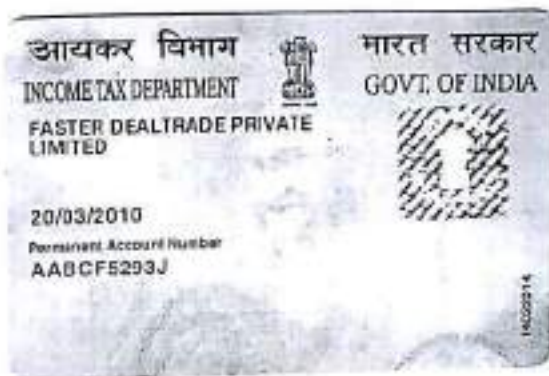 आयकर विभाग
INCOME TAX DEPARTMENT
भारत सरकार
GOVT. OF INDIA
FASTER DEALTRADE PRIVATE
LIMITED
20/03/2010
Permanent Account Number
AABCF5293J